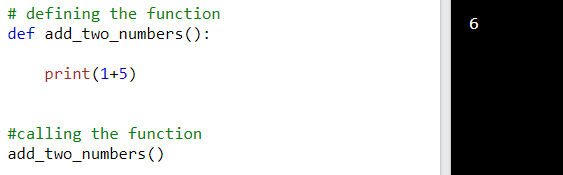 # defining the function
def add_two_numbers():
    print(1+5)
#calling the function
add_two_numbers()
6